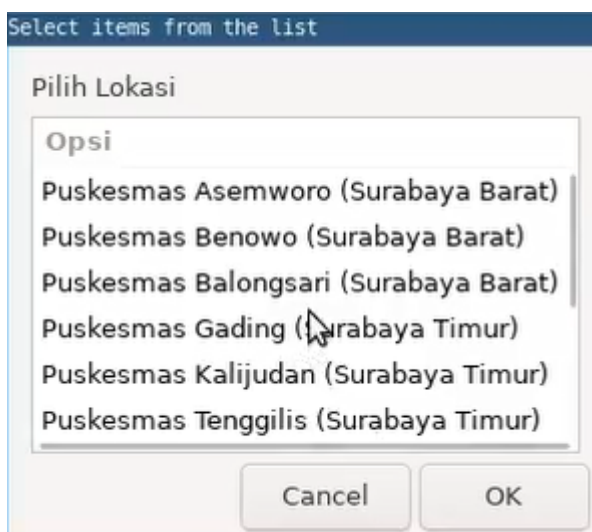 Select items from the list
Pilih Lokasi
Opsi
Puskesmas Asemworo (Surabaya Barat)
Puskesmas Benowo (Surabaya Barat)
Puskesmas Balongsari (Surabaya Barat)
Puskesmas Gading (Surabaya Timur)
Puskesmas Kalijudan (Surabaya Timur)
Puskesmas Tenggilis (Surabaya Timur)
Cancel OK